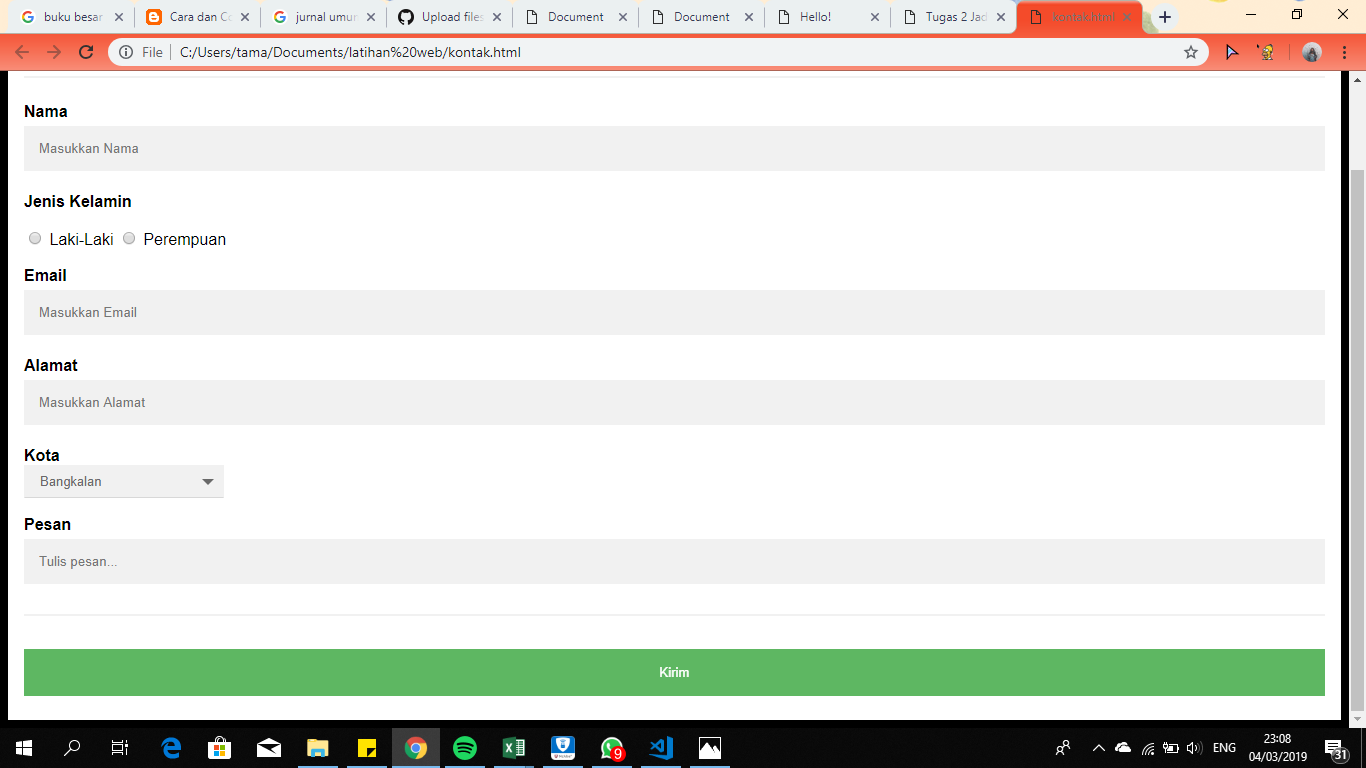 buku besar
Cara dan Co
jurnal umum
Upload files
Document
Document
Hello!
Tugas 2 Jad
kontak.html
File
C:/Users/tama/Documents/latihan%20web/kontak.html
Nama
Masukkan Nama
Jenis Kelamin
Laki-Laki
Perempuan
Email
Masukkan Email
Alamat
Masukkan Alamat
Kota
Bangkalan
Pesan
Tulis pesan...
Kirim
9
ENG
23:08
04/03/2019
31